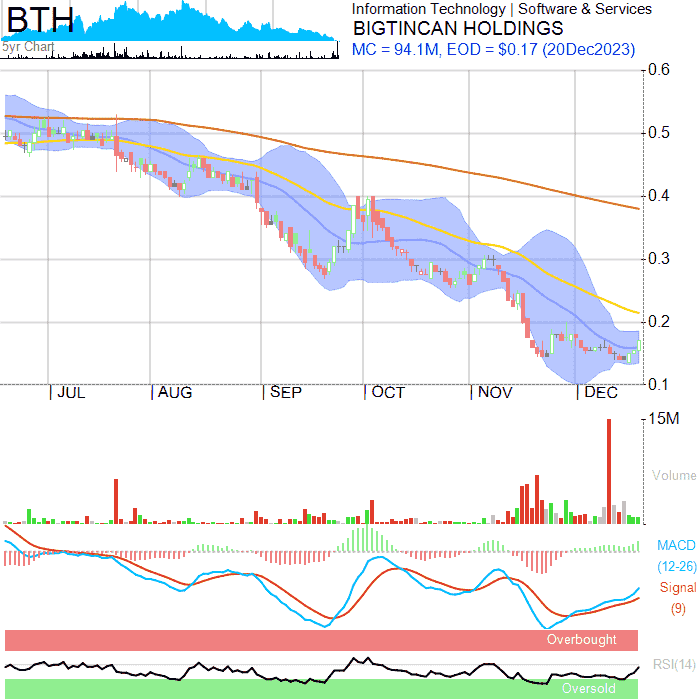 BTH
5yr Chart
Information Technology | Software & Services
BIGTINCAN HOLDINGS
MC = 94.1M, EOD = $0.17 (20Dec2023)
0.6
0.5
0.4
0.3
0.2
0.1
JUL AUG SEP OCT NOV DEC
15M
Volume
MACD
(12-26)
Signal
(9)
Overbought
RSI(14)
Oversold